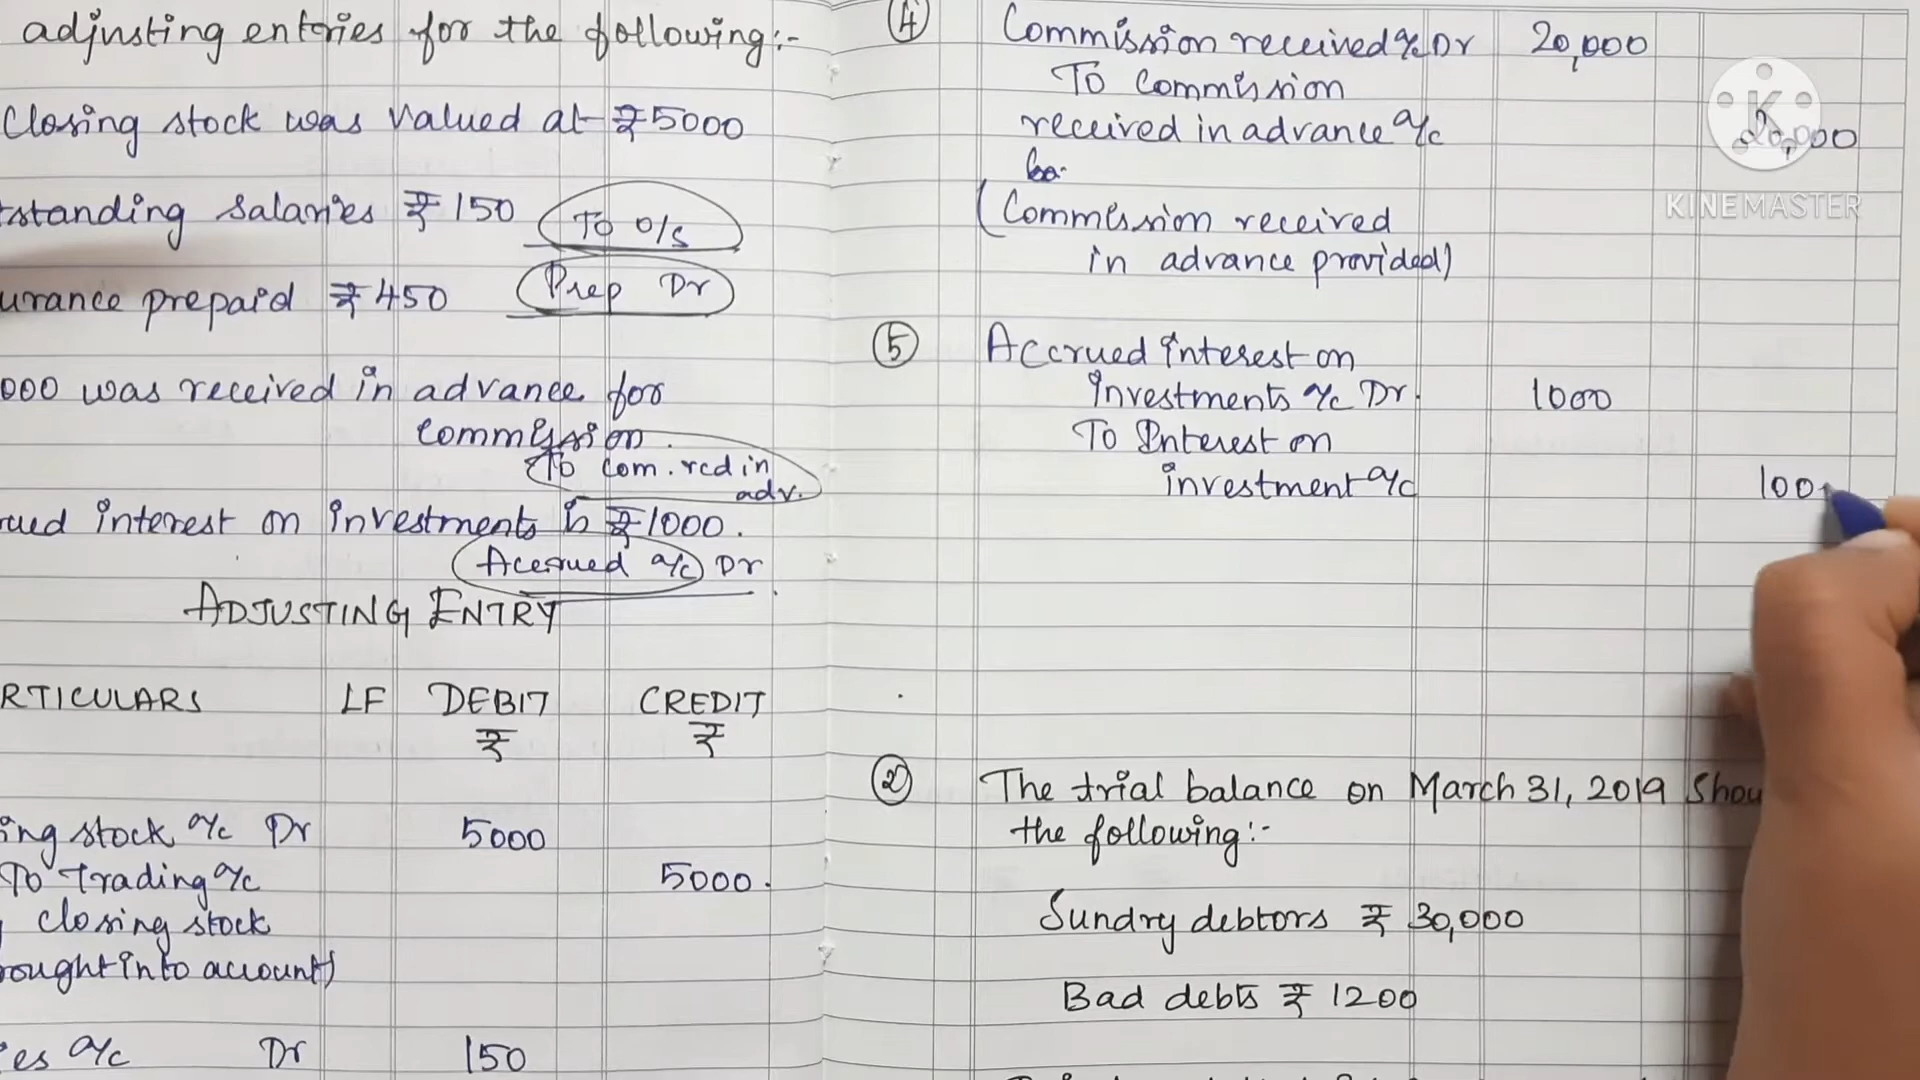 adjusting entries for the following:-
Closing stock was valued at ₹5000
standing salaries ₹ 150
To o/s
urance prepaid ₹ 450
Prep Dr
000 was received in advance for
commission.
To com. rcd in
adv.
ued interest on investments is ₹1000.
Accrued a/c Dr
ADJUSTING ENTRY
RTICULARS LF DEBIT CREDIT
₹ ₹
ing stock a/c Dr 5000
To trading a/c 5000.
closing stock
rought into account)
es a/c Dr 150
④ Commission received a/c Dr 20,000
To Commission
received in advance a/c 20,000
(Commission received
in advance provided)
⑤ Accrued interest on
investments a/c Dr. 1000
To Interest on
investment a/c 100
② The trial balance on March 31, 2019 Show
the following:-
Sundry debtors ₹ 30,000
Bad debts ₹ 1200
K
KINEMASTER